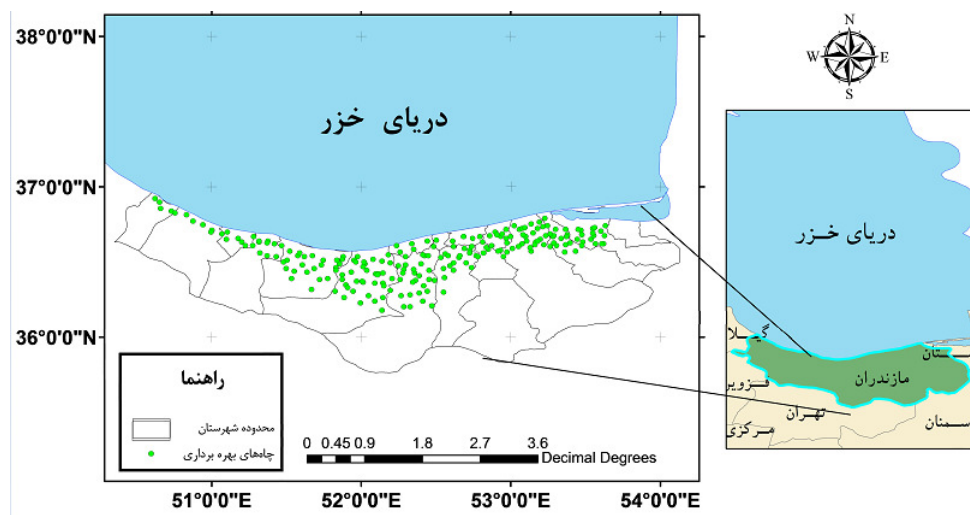 38°0'0"N
37°0'0"N
36°0'0"N
دریای خزر
راهنما
محدوده شهرستان
چاه‌های بهره برداری
0 0.45 0.9 1.8 2.7 3.6
Decimal Degrees
51°0'0"E 52°0'0"E 53°0'0"E 54°0'0"E
N
W E
S
دریای خزر
گیلا
ستان
مازندران
قزوین
تهران
سمنان
مرکزی